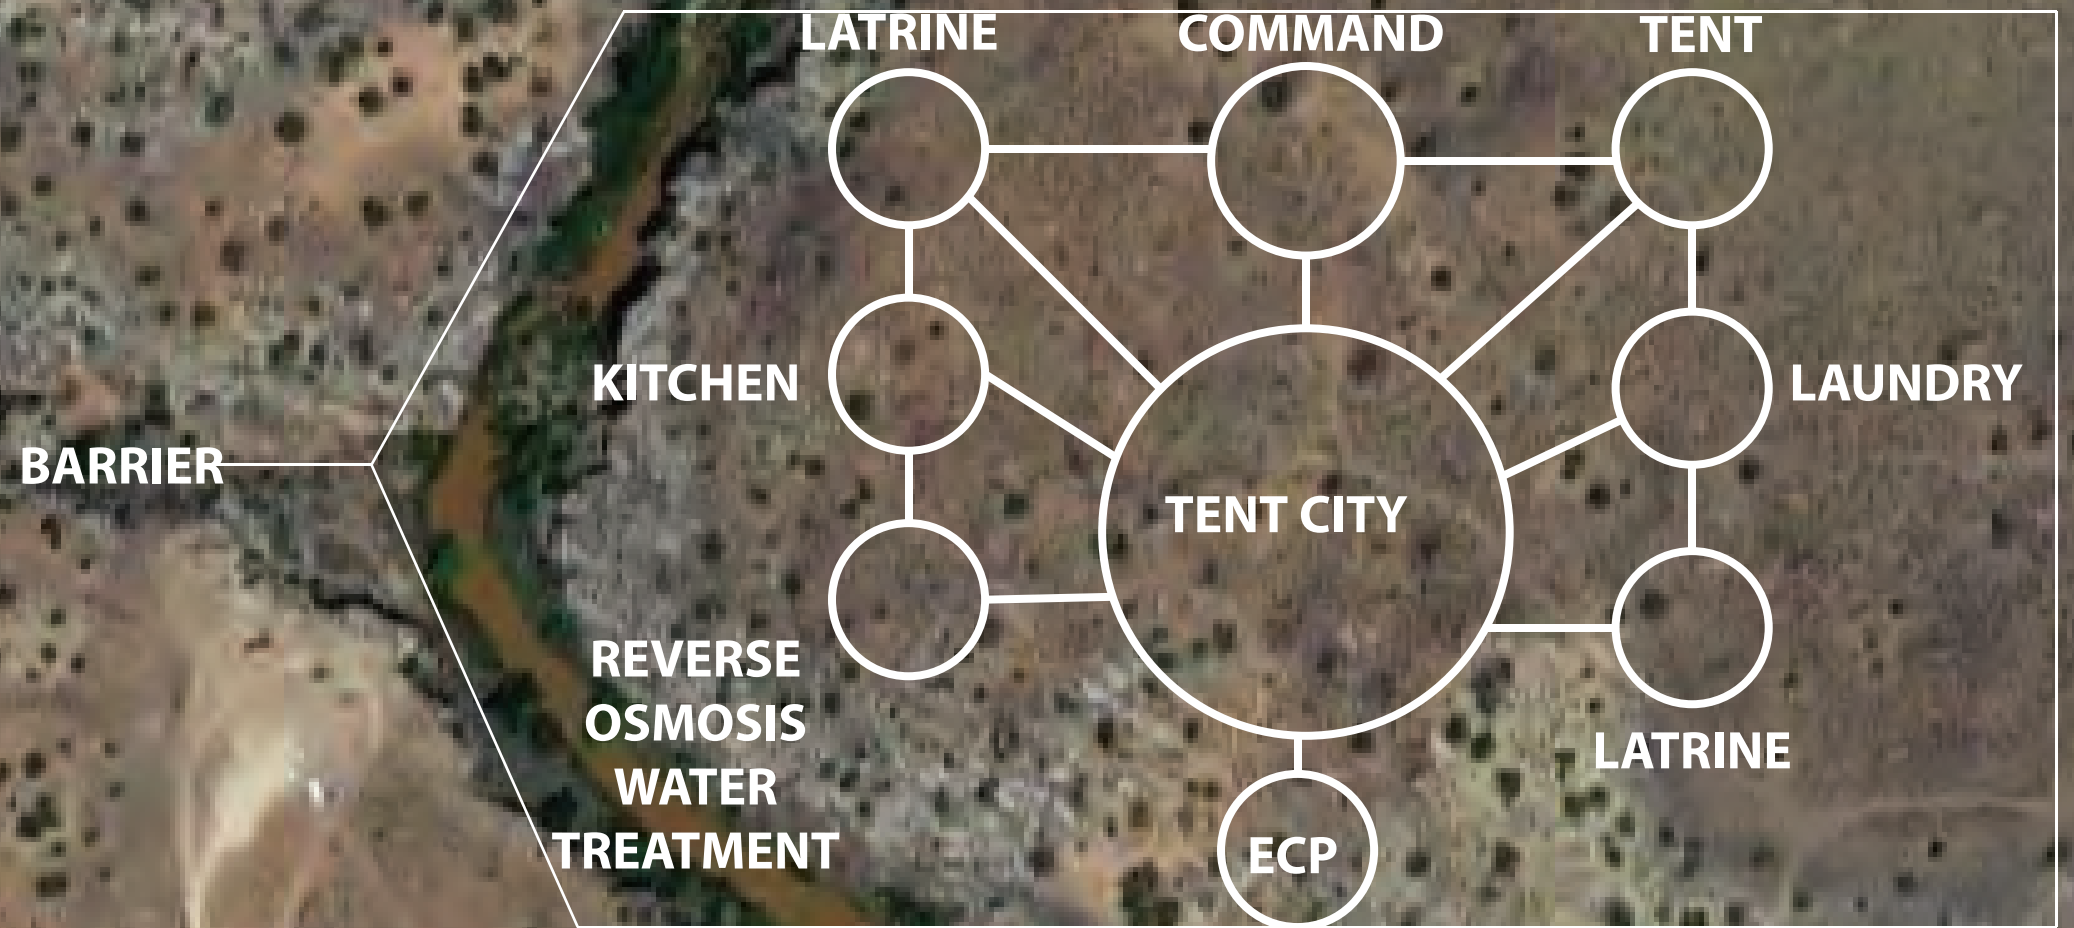 LATRINE
COMMAND
TENT
KITCHEN
LAUNDRY
BARRIER
TENT CITY
REVERSE
OSMOSIS
WATER
TREATMENT
LATRINE
ECP